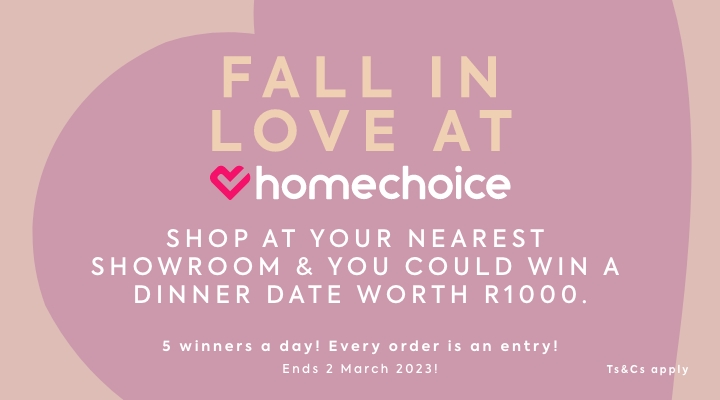 FALL IN
LOVE AT
homechoice
SHOP AT YOUR NEAREST
SHOWROOM & YOU COULD WIN A
DINNER DATE WORTH R1000.
5 winners a day! Every order is an entry!
Ends 2 March 2023!
Ts&Cs apply